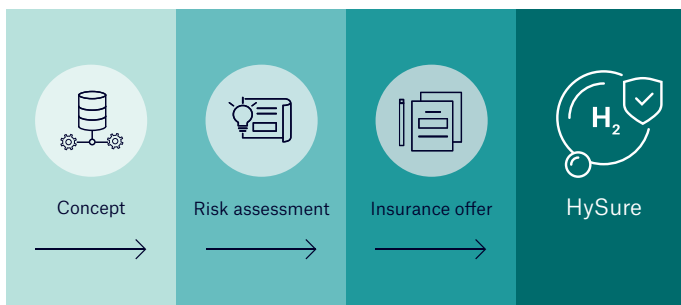 Concept
Risk assessment
Insurance offer
H₂
HySure